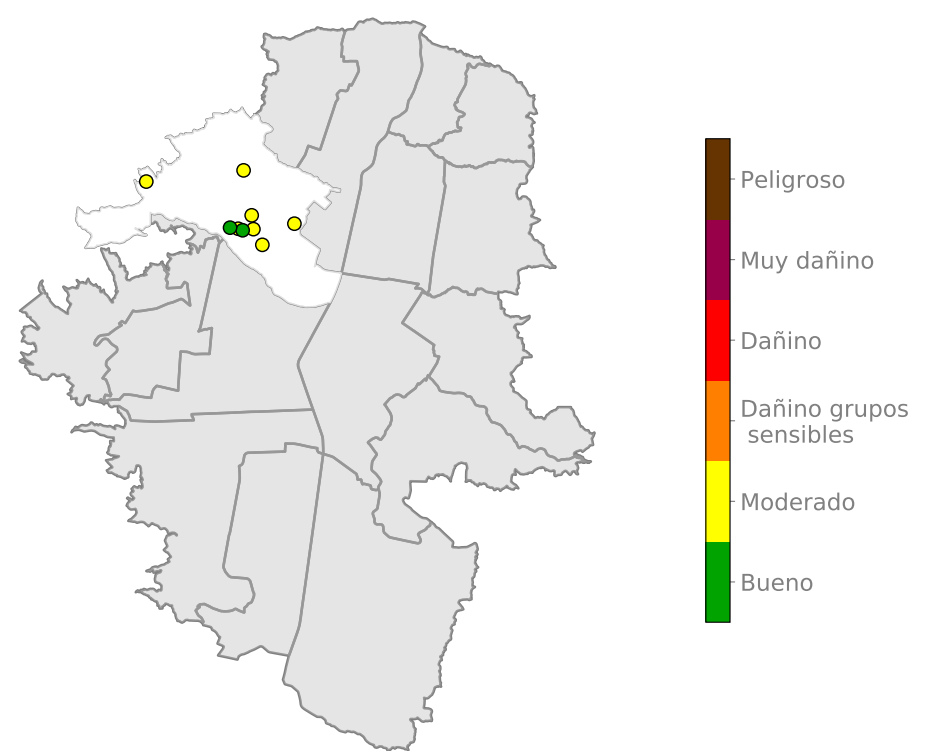 Peligroso
Muy dañino
Dañino
Dañino grupos
sensibles
Moderado
Bueno